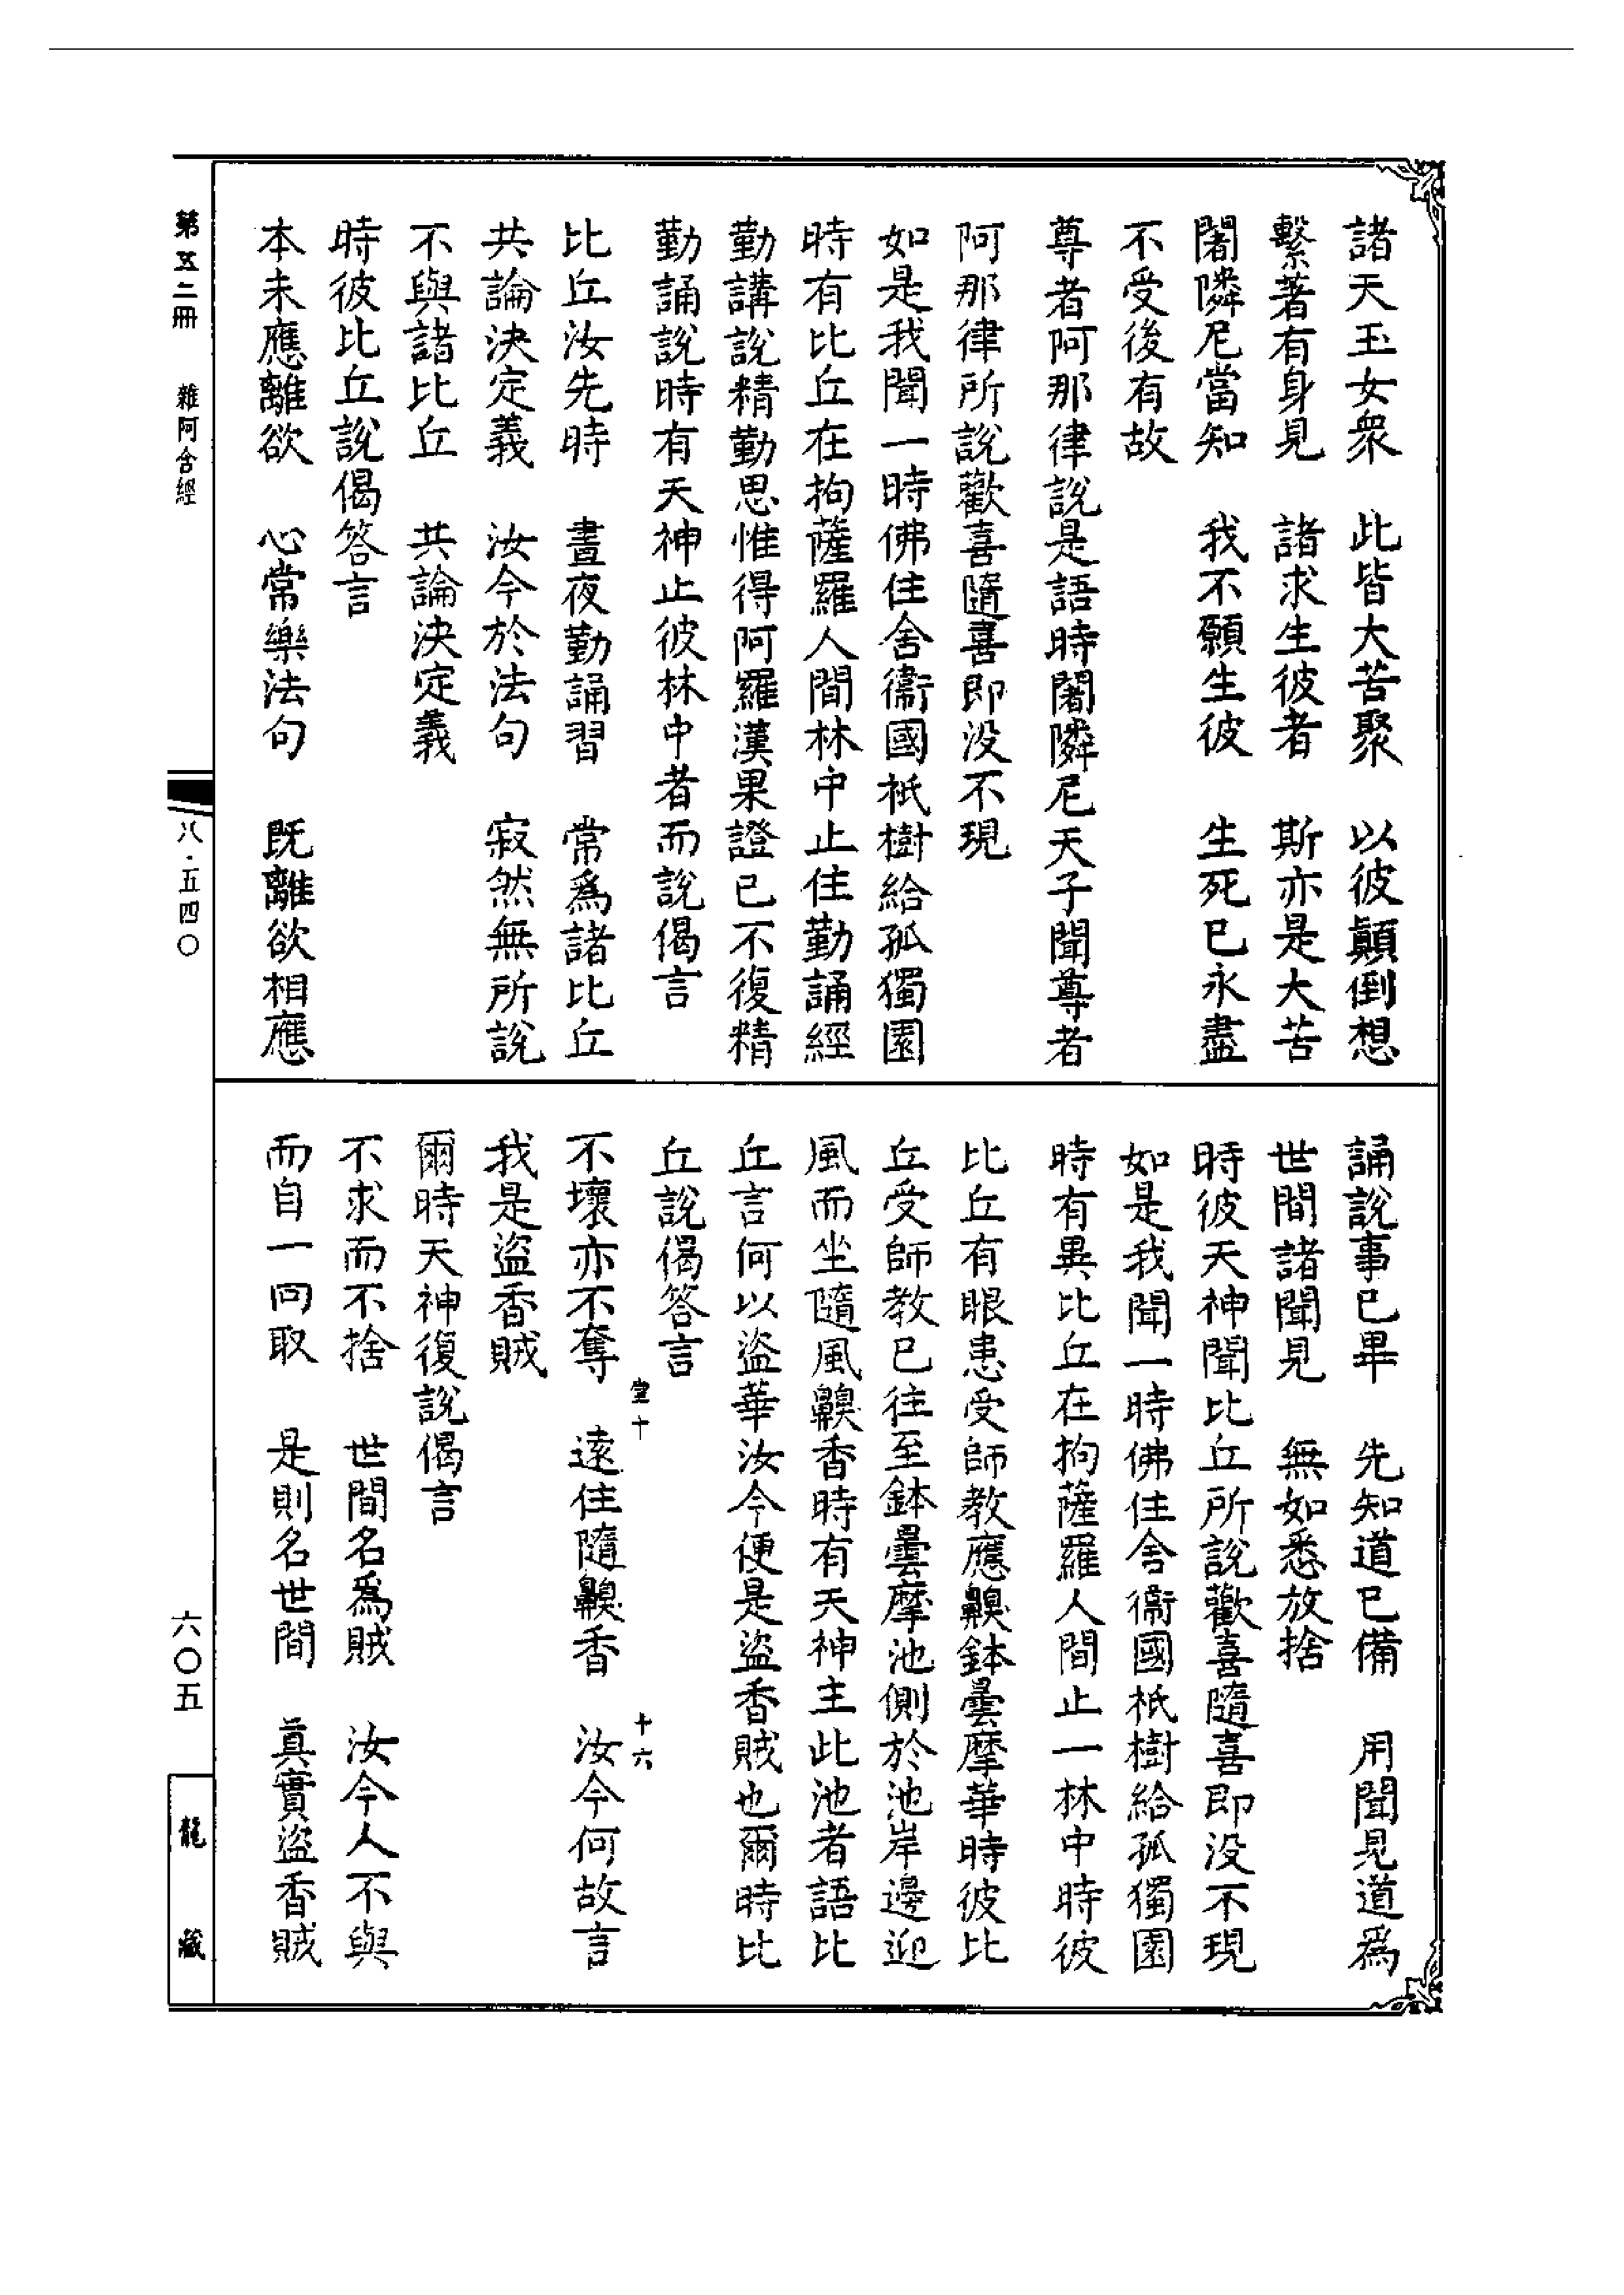 諸天玉女衆　此皆大苦聚　以彼顛倒想
繫著有身見　諸求生彼者　斯亦是大苦
闍隣尼當知　我不願生彼　生死已永盡
不受後有故
尊者阿那律說是語時闍隣尼天子聞尊者
阿那律所說歡喜隨喜即没不現
如是我聞一時佛住舍衞國祇樹給孤獨園
時有比丘在拘薩羅人間林中止住勤誦經
勤講說精勤思惟得阿羅漢果證已不復精
勤誦說時有天神止彼林中者而說偈言
比丘汝先時　晝夜勤誦習　常爲諸比丘
共論決定義　汝今於法句　寂然無所說
不與諸比丘　共論決定義
時彼比丘說偈答言
本未應離欲　心常樂法句　既離欲相應
誦說事已畢　先知道已備　用聞見道爲
世間諸聞見　無如悉放捨
時彼天神聞比丘所說歡喜隨喜即没不現
如是我聞一時佛住舍衞國祇樹給孤獨園
時有異比丘在拘薩羅人間止一林中時彼
比丘有眼患受師教應齅鉢曇摩華時彼比
丘受師教已往至鉢曇摩池側於池岸邊迎
風而坐隨風齅香時有天神主此池者語比
丘言何以盜華汝今便是盜香賊也爾時比
丘說偈答言
堂十　十六
不壞亦不奪　遠住隨齅香　汝今何故言
我是盜香賊
爾時天神復說偈言
不求而不捨　世間名爲賊　汝今人不與
而自一向取　是則名世間　真實盜香賊
第五二冊　雜阿含經
八·五四〇
六〇五
龍藏